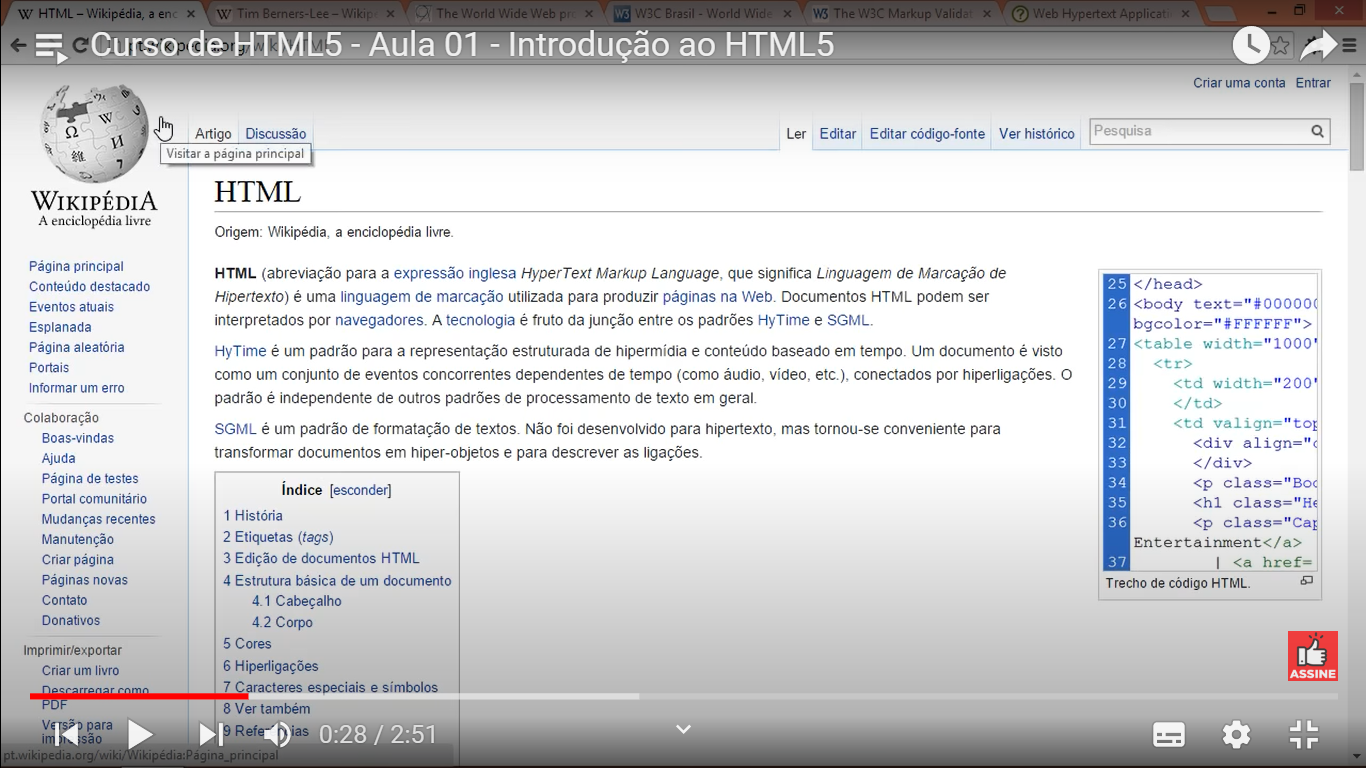 HTML – Wikipédia, a enc
Tim Berners-Lee – Wikipé
The World Wide Web pro
W3C Brasil - World Wide
The W3C Markup Validat
Web Hypertext Applicati
Curso de HTML5 - Aula 01 - Introdução ao HTML5
Criar uma conta Entrar
Artigo Discussão Ler Editar Editar código-fonte Ver histórico Pesquisa
Visitar a página principal
WIKIPÉDIA
A enciclopédia livre
Página principal
Conteúdo destacado
Eventos atuais
Esplanada
Página aleatória
Portais
Informar um erro
Colaboração
Boas-vindas
Ajuda
Página de testes
Portal comunitário
Mudanças recentes
Manutenção
Criar página
Páginas novas
Contato
Donativos
Imprimir/exportar
Criar um livro
Descarregar como
PDF
Versão para
impressão
HTML
Origem: Wikipédia, a enciclopédia livre.
HTML (abreviação para a expressão inglesa HyperText Markup Language, que significa Linguagem de Marcação de
Hipertexto) é uma linguagem de marcação utilizada para produzir páginas na Web. Documentos HTML podem ser
interpretados por navegadores. A tecnologia é fruto da junção entre os padrões HyTime e SGML.
HyTime é um padrão para a representação estruturada de hipermídia e conteúdo baseado em tempo. Um documento é visto
como um conjunto de eventos concorrentes dependentes de tempo (como áudio, vídeo, etc.), conectados por hiperligações. O
padrão é independente de outros padrões de processamento de texto em geral.
SGML é um padrão de formatação de textos. Não foi desenvolvido para hipertexto, mas tornou-se conveniente para
transformar documentos em hiper-objetos e para descrever as ligações.
Índice [esconder]
1 História
2 Etiquetas (tags)
3 Edição de documentos HTML
4 Estrutura básica de um documento
4.1 Cabeçalho
4.2 Corpo
5 Cores
6 Hiperligações
7 Caracteres especiais e símbolos
8 Ver também
9 Referências
25 </head>
26 <body text="#000000
bgcolor="#FFFFFF">
27 <table width="1000"
28 <tr>
29 <td width="200"
30 </td>
31 <td valign="top
32 <div align="c
33 </div>
34 <p class="Bod
35 <h1 class="He
36 <p class="Cap
Entertainment</a>
37 | <a href=
Trecho de código HTML.
ASSINE
0:28 / 2:51
pt.wikipedia.org/wiki/Wikipédia:Página_principal